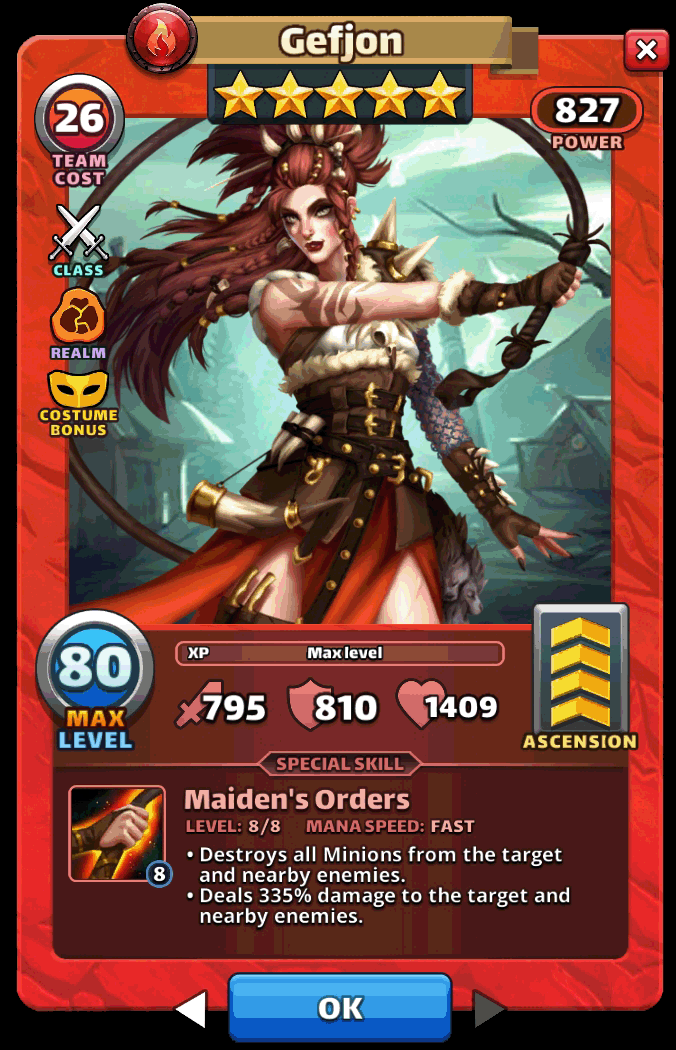 Gefjon
26
TEAM
COST
827
POWER
CLASS
REALM
COSTUME
BONUS
80
MAX
LEVEL
XP Max level
795 810 1409
ASCENSION
SPECIAL SKILL
Maiden's Orders
LEVEL: 8/8 MANA SPEED: FAST
8
• Destroys all Minions from the target
and nearby enemies.
• Deals 335% damage to the target and
nearby enemies.
OK